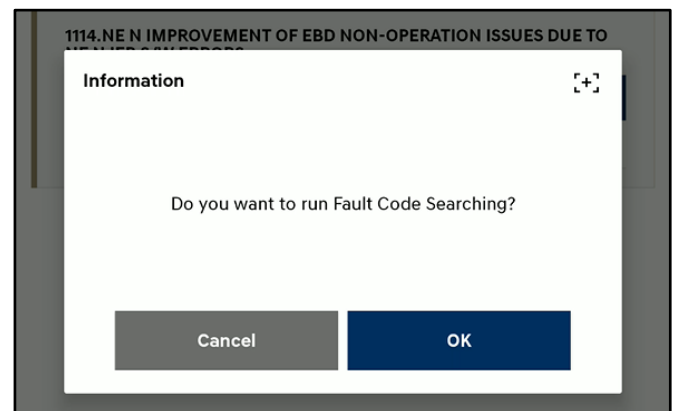 1114.NE N IMPROVEMENT OF EBD NON-OPERATION ISSUES DUE TO
Information
Do you want to run Fault Code Searching?
Cancel
OK